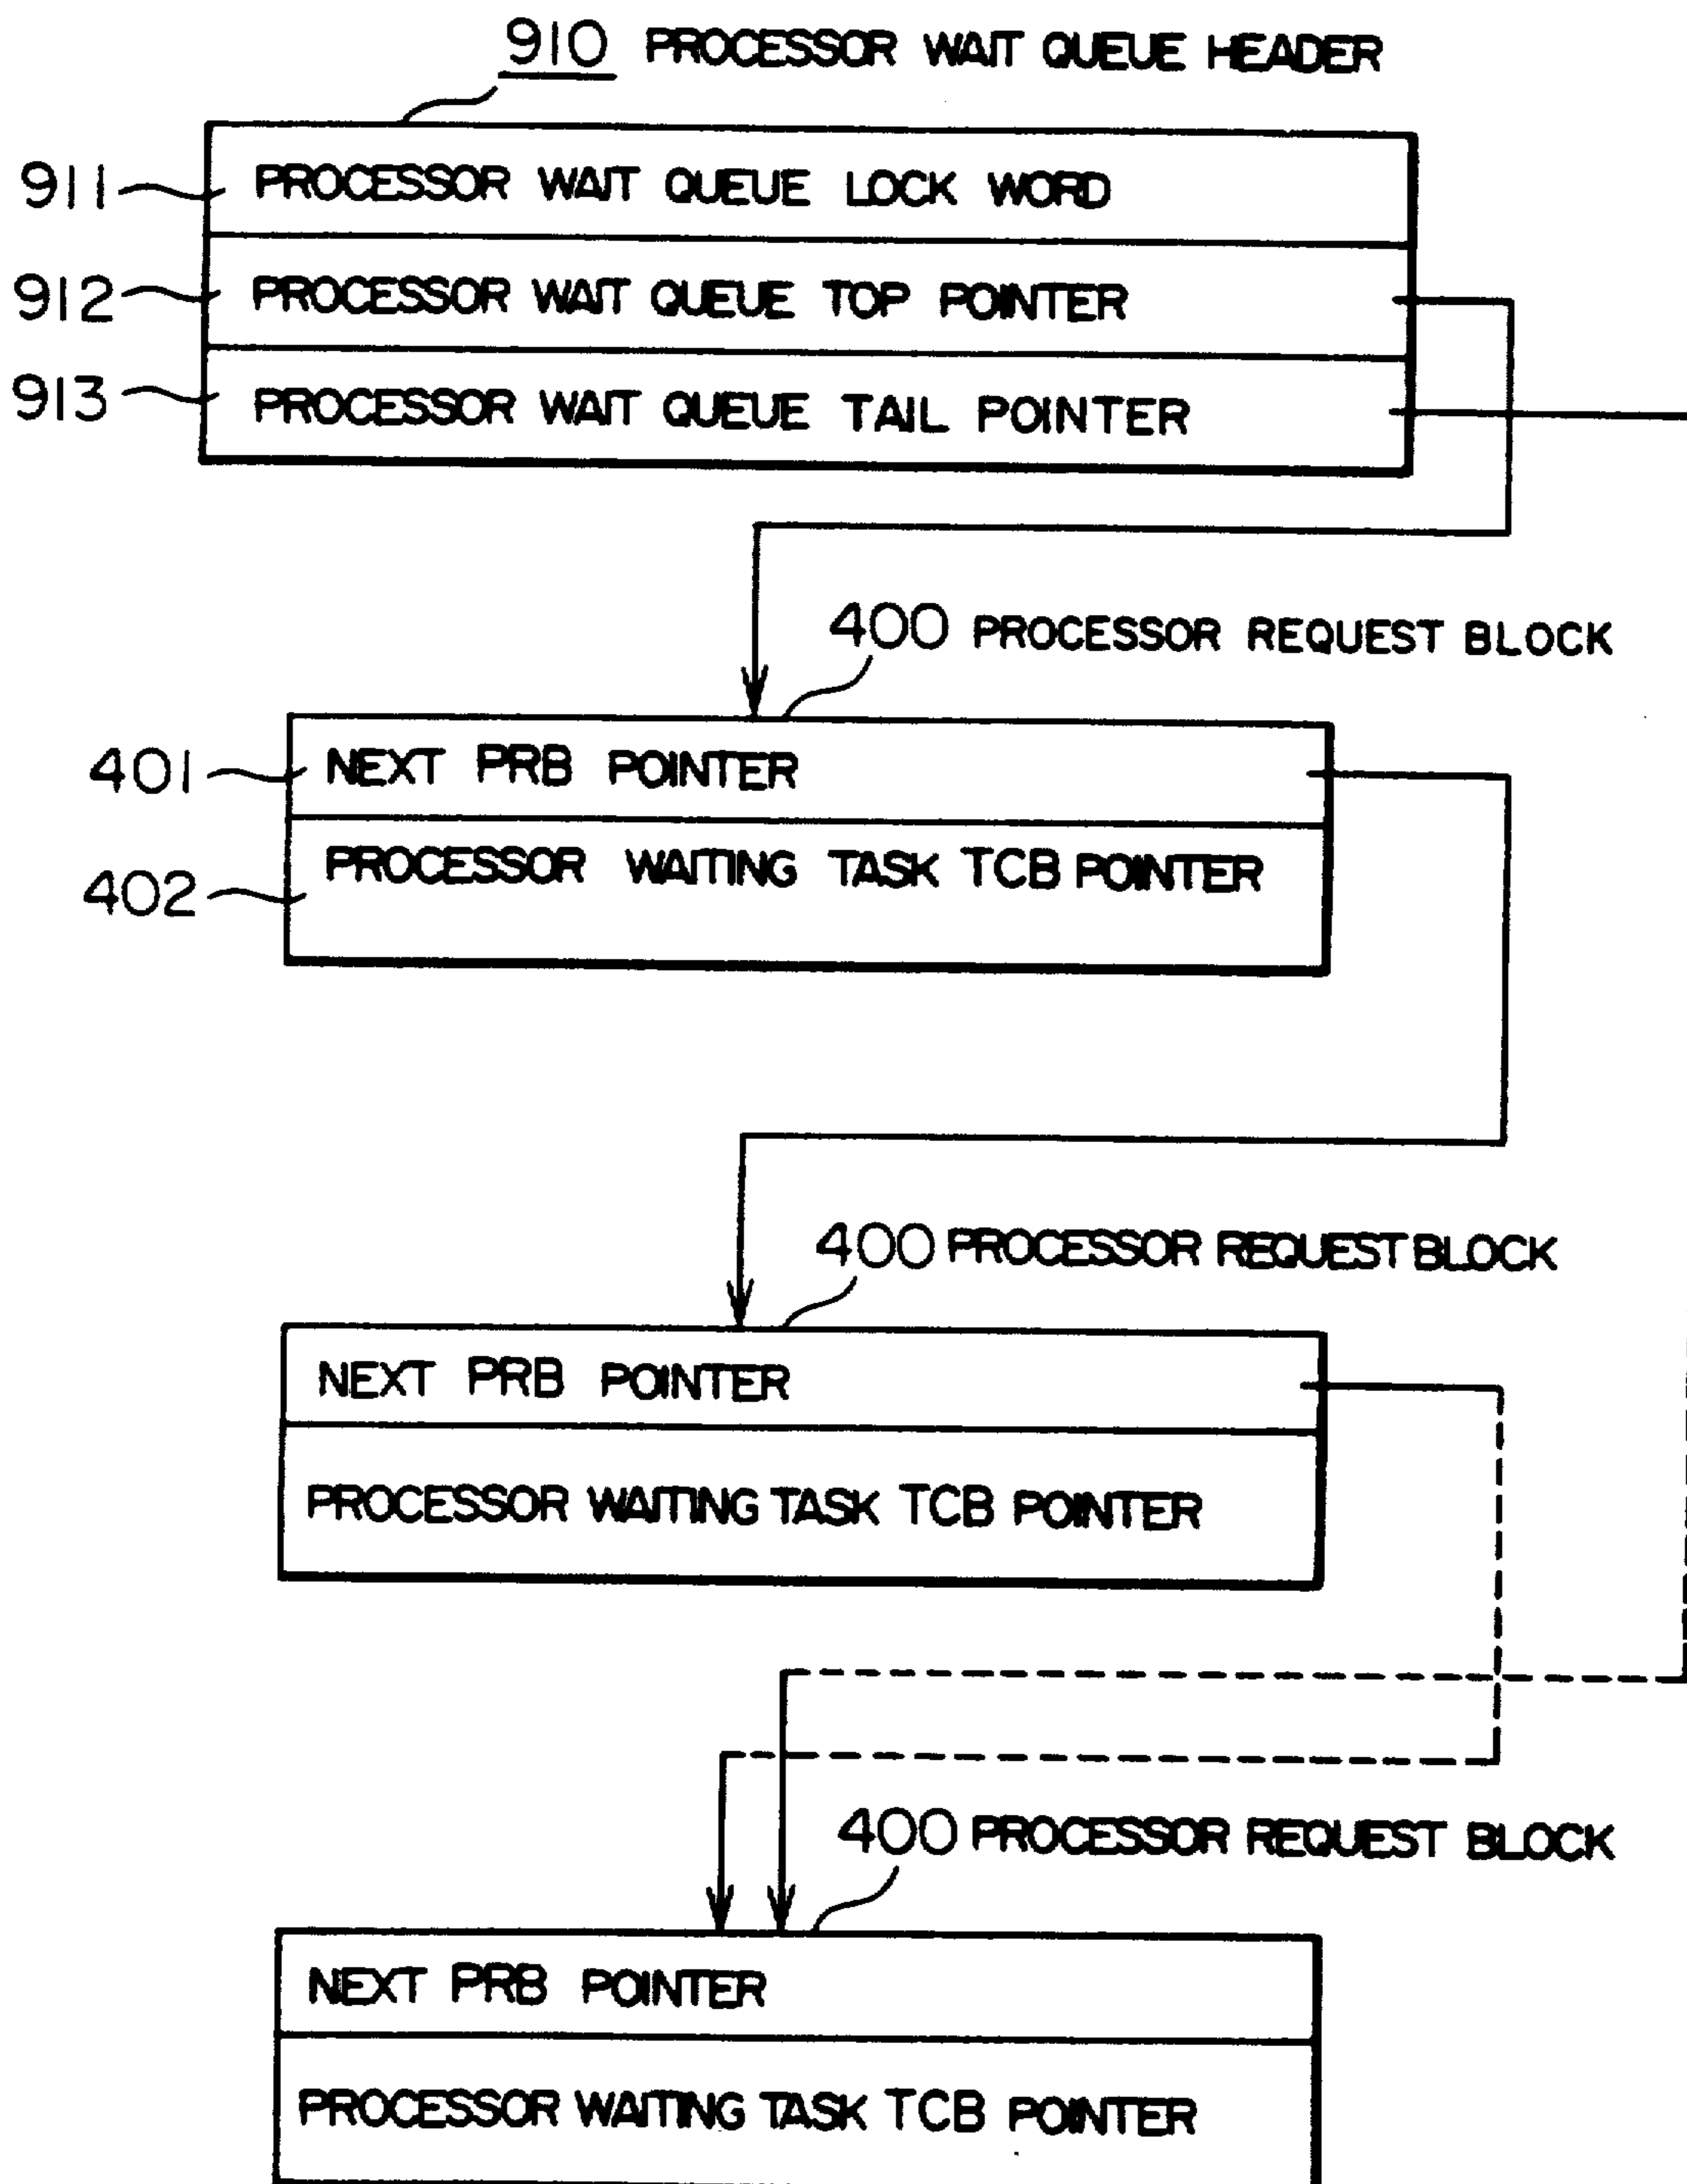 910 PROCESSOR WAIT QUEUE HEADER
911 PROCESSOR WAIT QUEUE LOCK WORD
912 PROCESSOR WAIT QUEUE TOP POINTER
913 PROCESSOR WAIT QUEUE TAIL POINTER
400 PROCESSOR REQUEST BLOCK
401 NEXT PRB POINTER
402 PROCESSOR WAITING TASK TCB POINTER
400 PROCESSOR REQUEST BLOCK
NEXT PRB POINTER
PROCESSOR WAITING TASK TCB POINTER
400 PROCESSOR REQUEST BLOCK
NEXT PRB POINTER
PROCESSOR WAITING TASK TCB POINTER